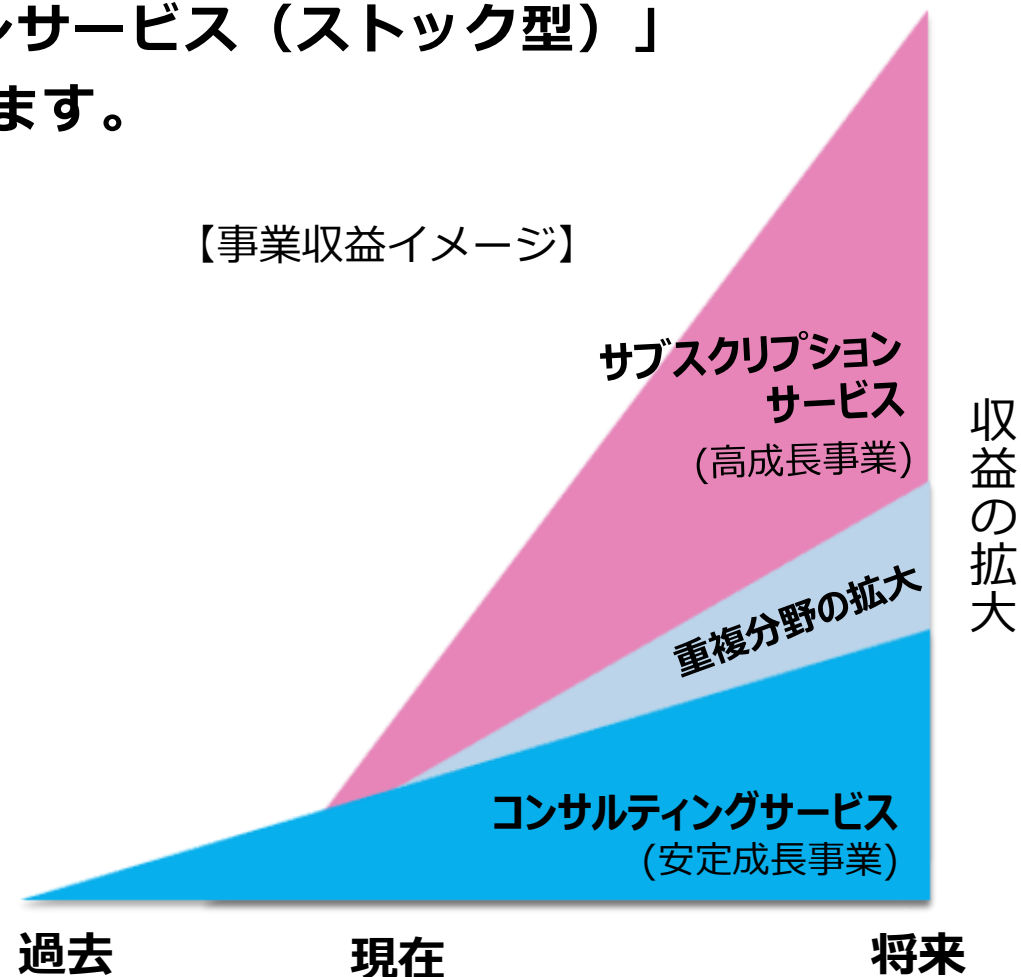 ンサービス（ストック型）」
ます。
【事業収益イメージ】
サブスクリプション
サービス
(高成長事業)
収益の拡大
重複分野の拡大
コンサルティングサービス
(安定成長事業)
過去
現在
将来